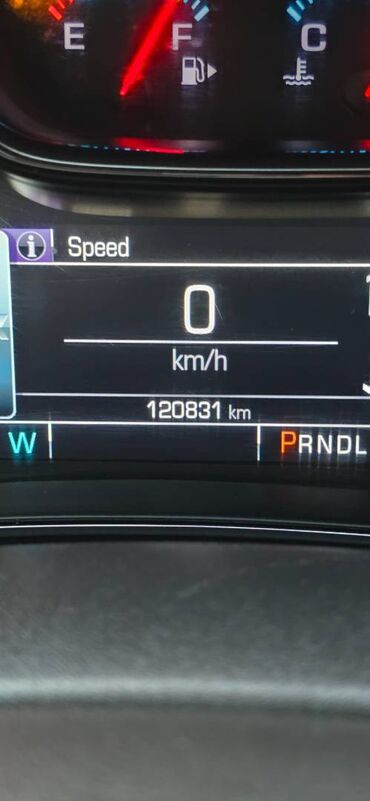 E F C
i Speed
0
km/h
120831 km
W PRNDL